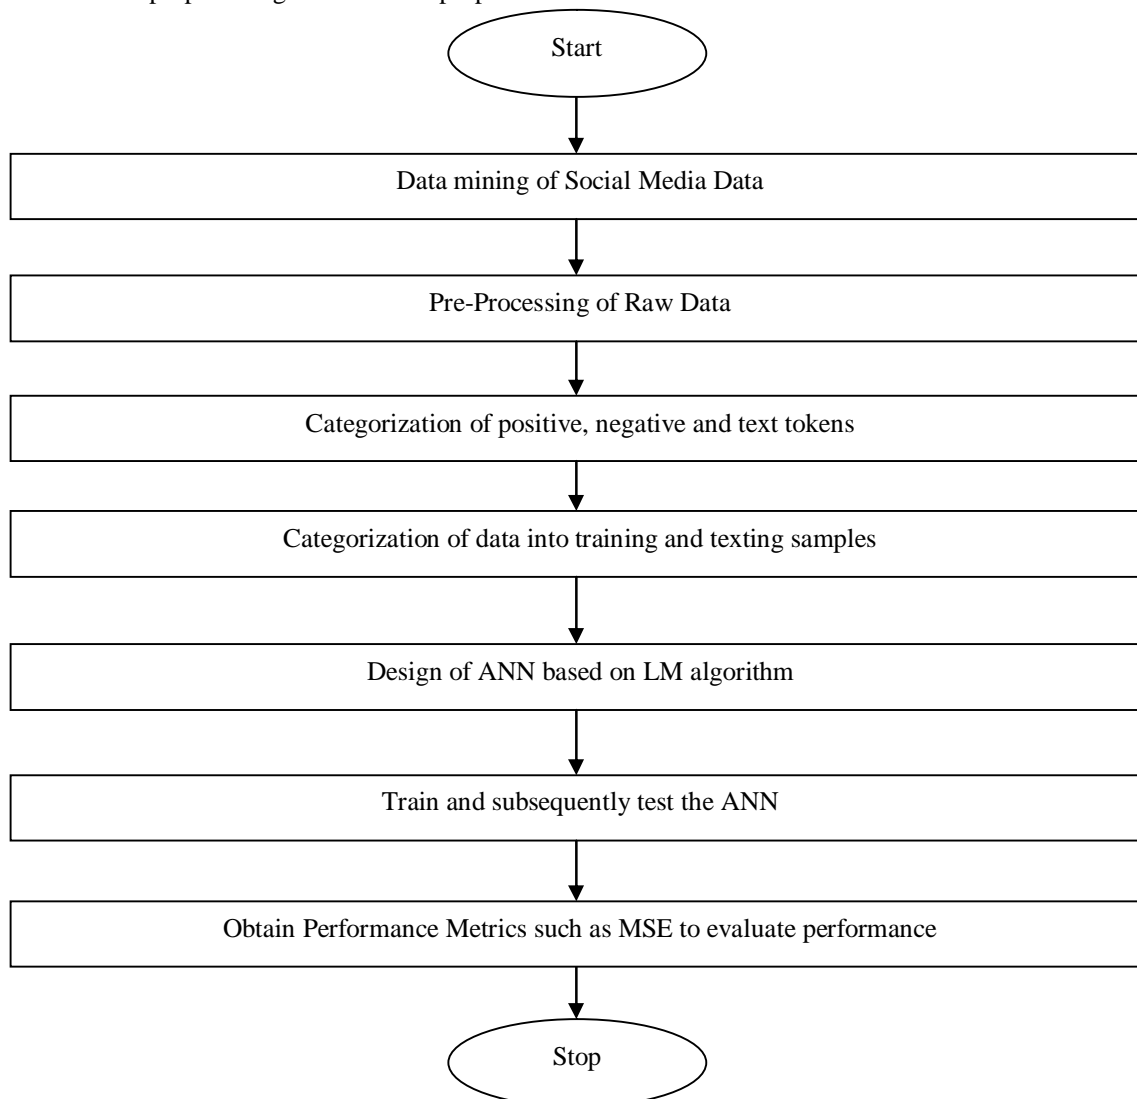 Start
Data mining of Social Media Data
Pre-Processing of Raw Data
Categorization of positive, negative and text tokens
Categorization of data into training and texting samples
Design of ANN based on LM algorithm
Train and subsequently test the ANN
Obtain Performance Metrics such as MSE to evaluate performance
Stop